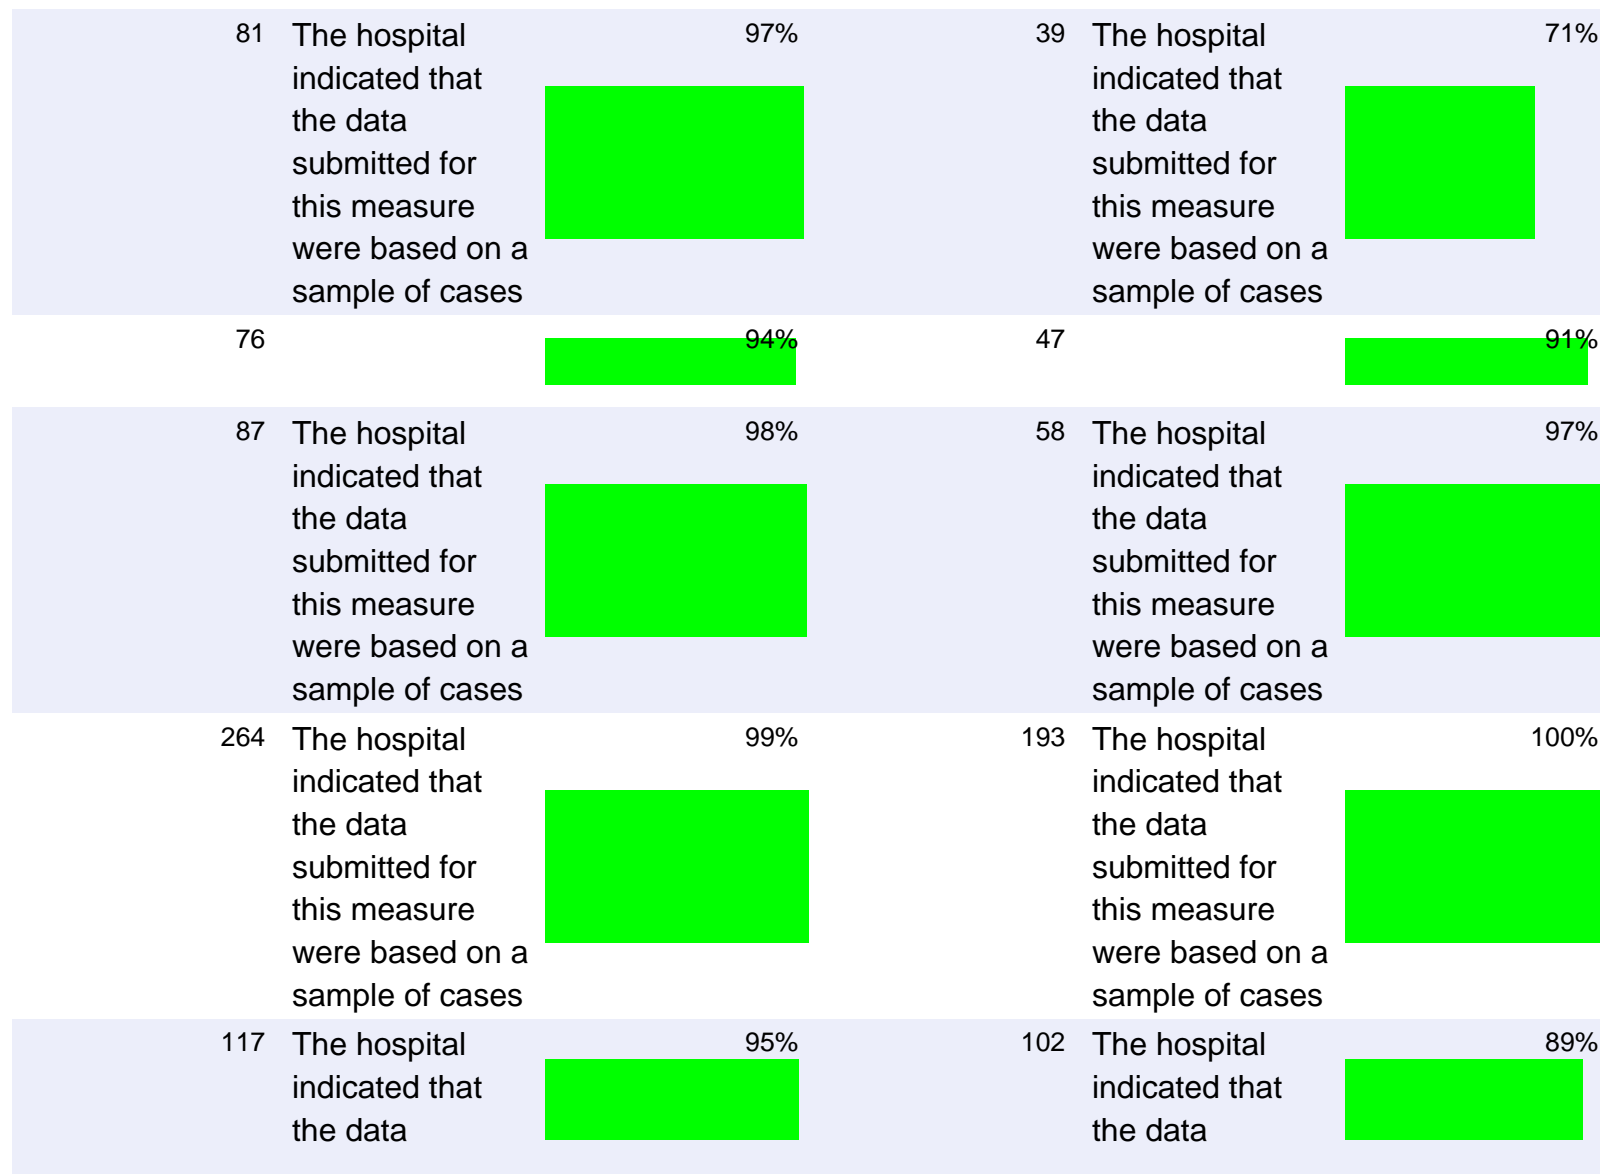 81 The hospital 97% 39 The hospital 71%
indicated that indicated that
the data the data
submitted for submitted for
this measure this measure
were based on a were based on a
sample of cases sample of cases
76 94% 47 91%
87 The hospital 98% 58 The hospital 97%
indicated that indicated that
the data the data
submitted for submitted for
this measure this measure
were based on a were based on a
sample of cases sample of cases
264 The hospital 99% 193 The hospital 100%
indicated that indicated that
the data the data
submitted for submitted for
this measure this measure
were based on a were based on a
sample of cases sample of cases
117 The hospital 95% 102 The hospital 89%
indicated that indicated that
the data the data